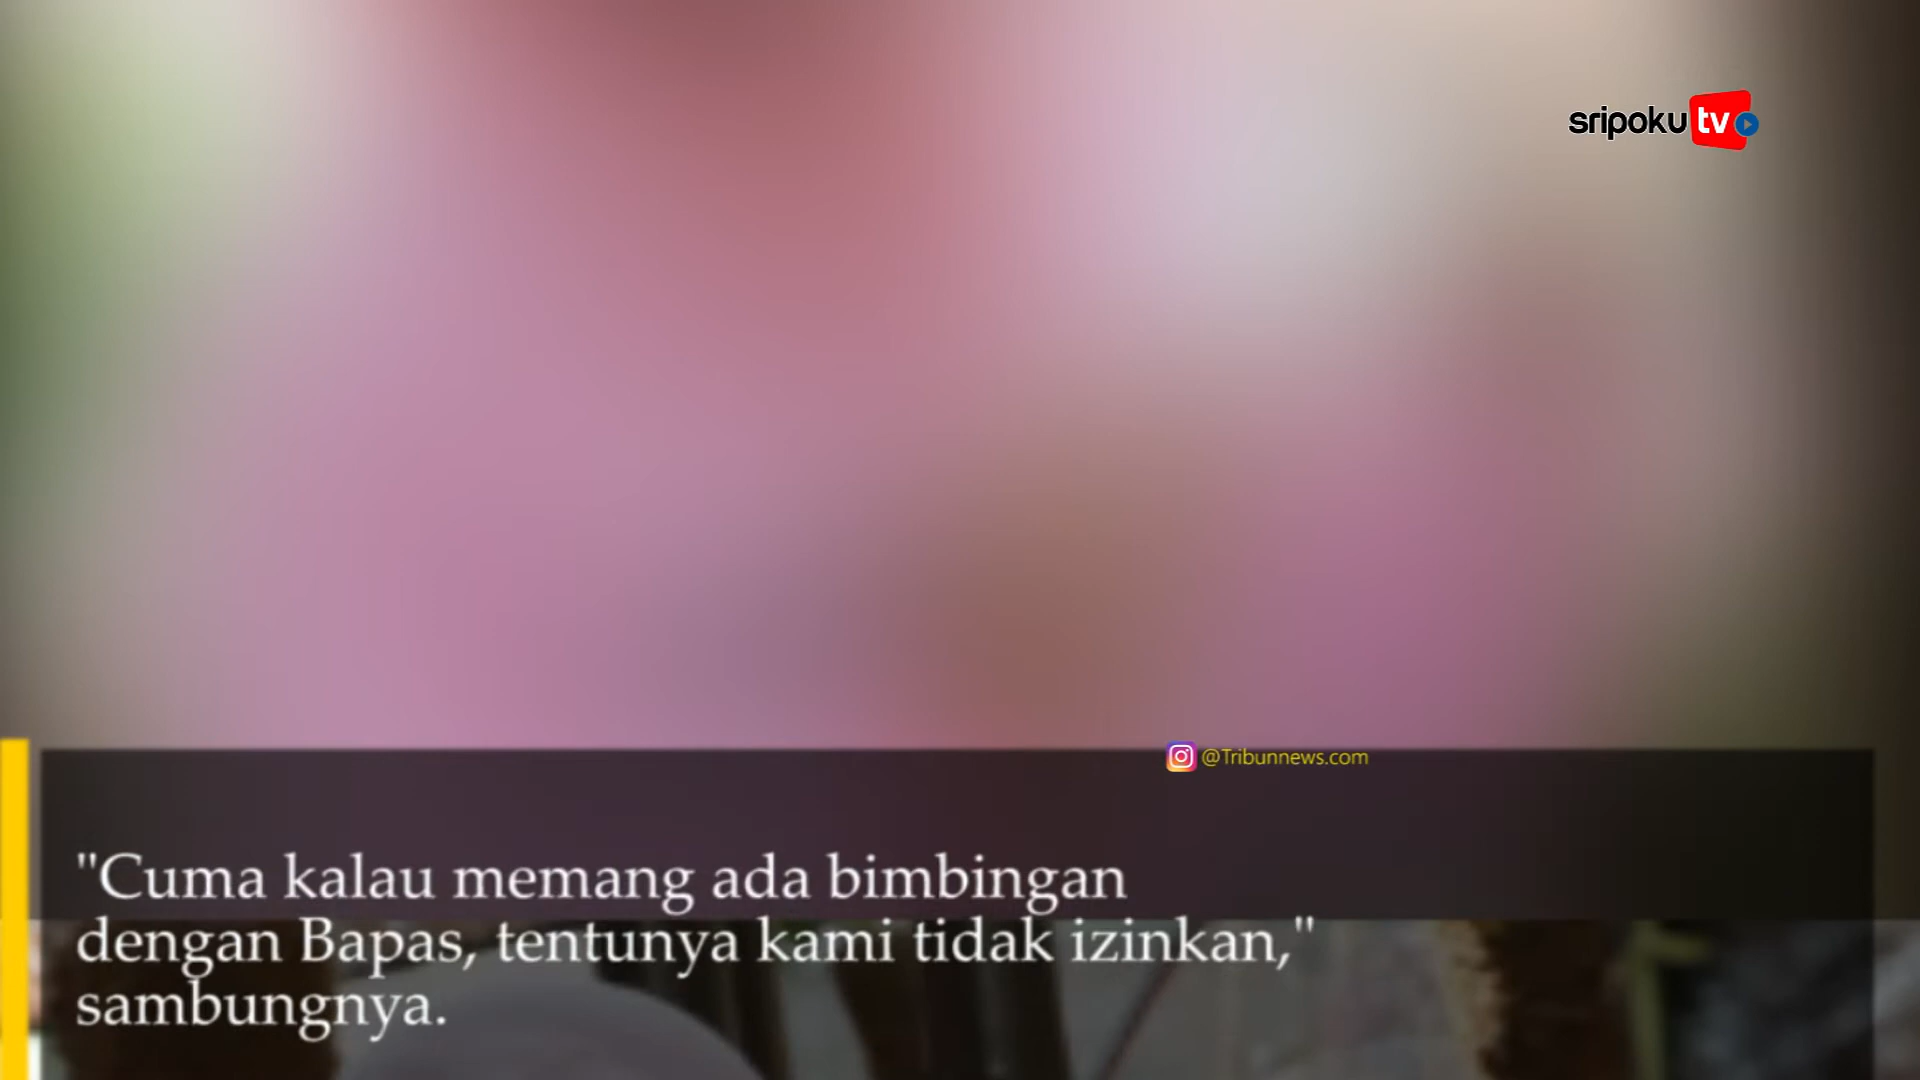 sripoku tv
@Tribunnews.com
"Cuma kalau memang ada bimbingan
dengan Bapas, tentunya kami tidak izinkan,"
sambungnya.